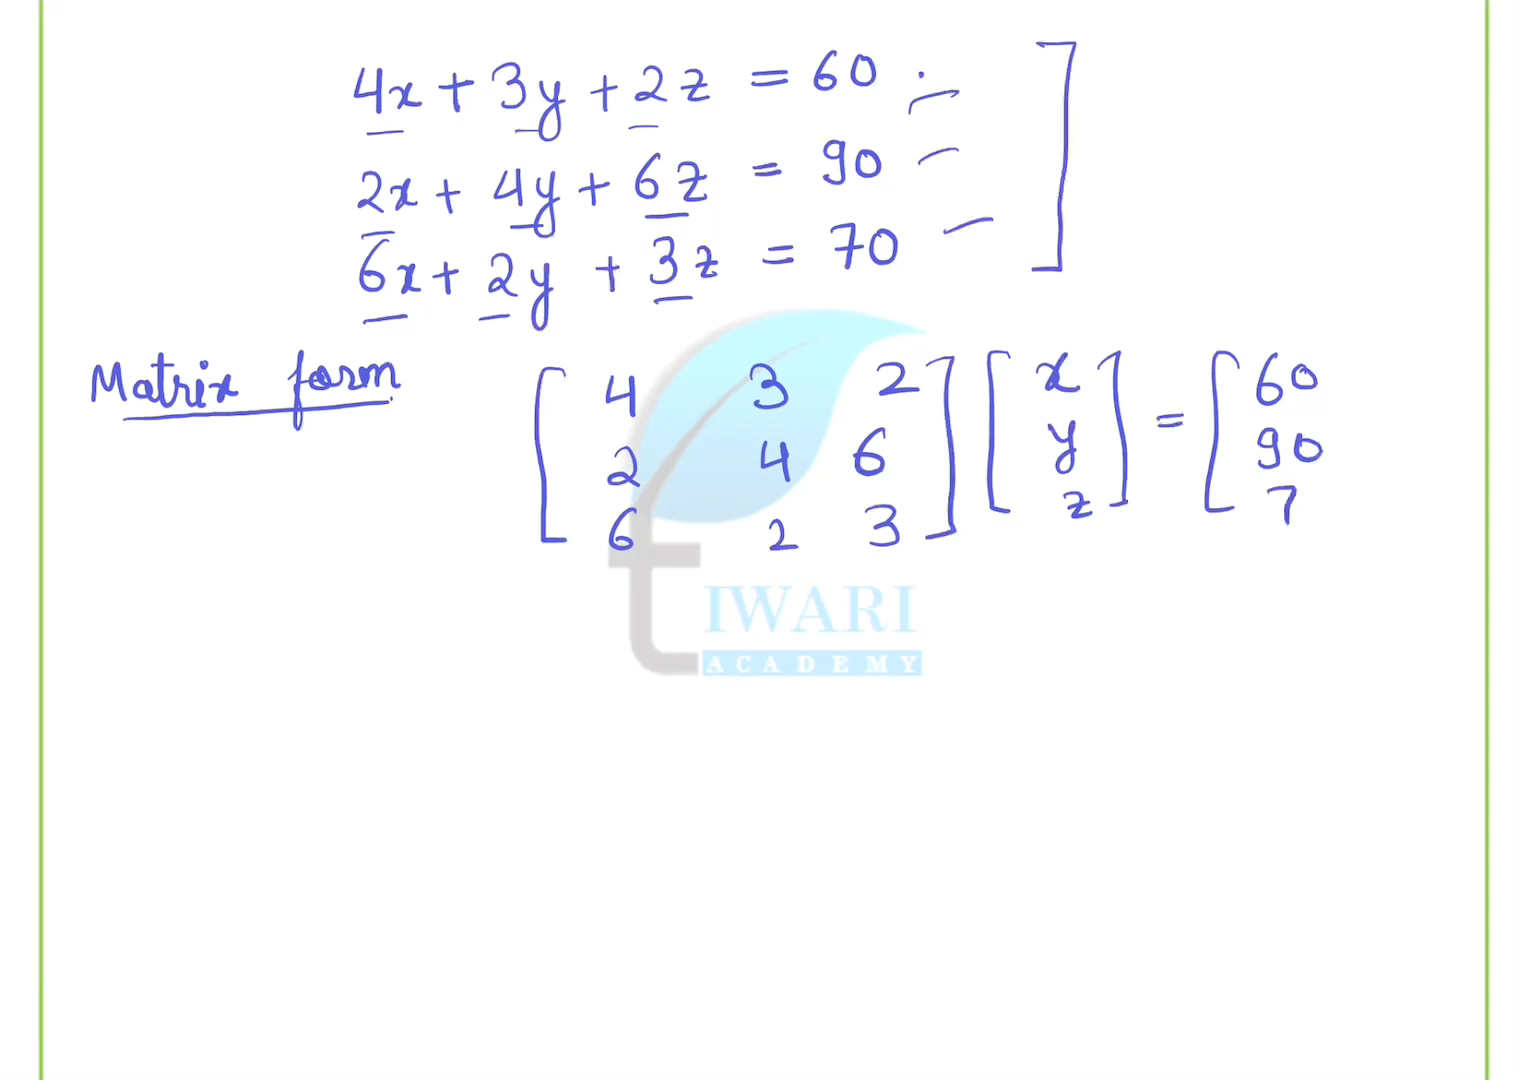 4x + 3y + 2z = 60
2x + 4y + 6z = 90
6x + 2y + 3z = 70
Matrix form [4 3 2] [x] = [60
2 4 6 y 90
6 2 3 z 7
tIWARI
ACADEMY